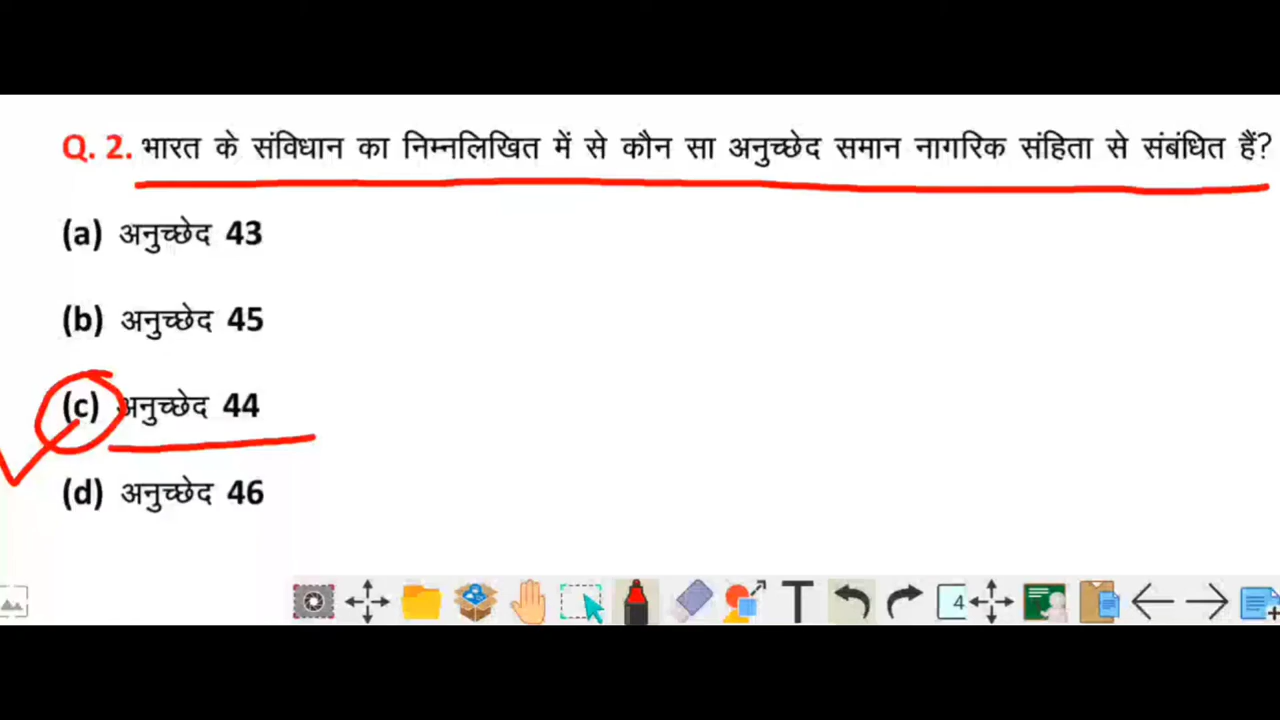 Q. 2. भारत के संविधान का निम्नलिखित में से कौन सा अनुच्छेद समान नागरिक संहिता से संबंधित हैं?
(a) अनुच्छेद 43
(b) अनुच्छेद 45
(c) अनुच्छेद 44
(d) अनुच्छेद 46
T 4